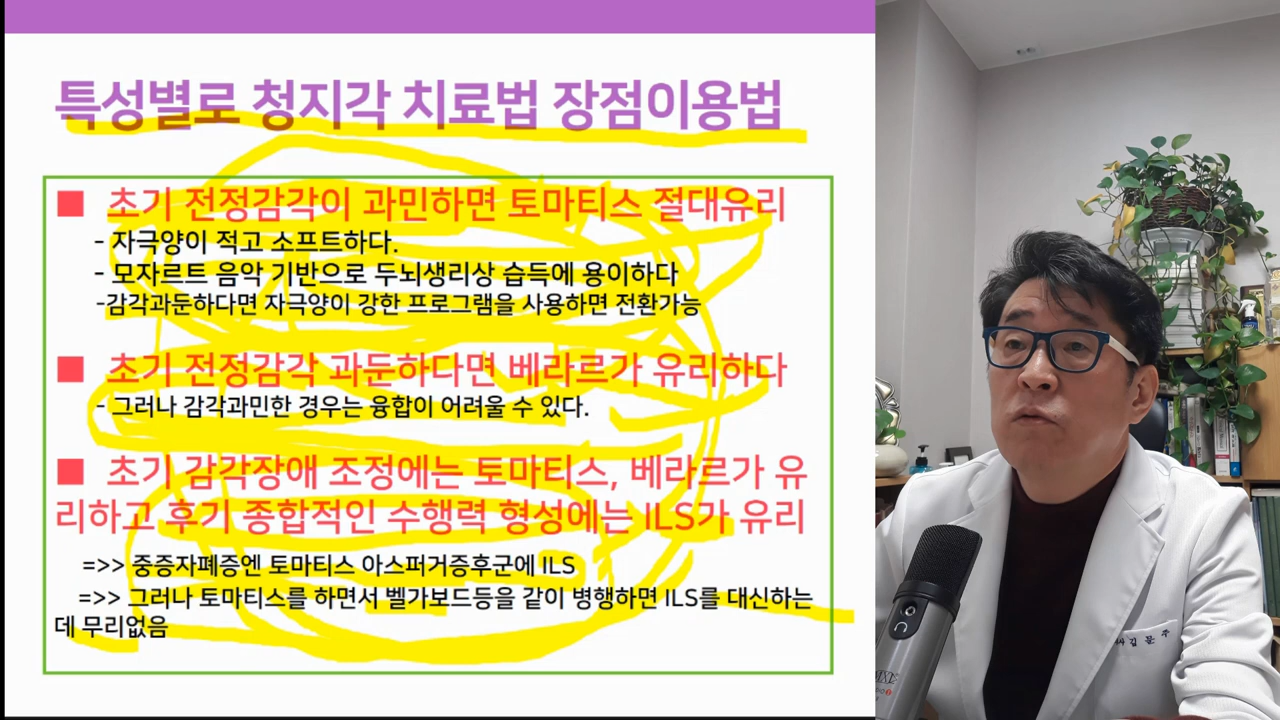 특성별로 청지각 치료법 장점이용법
■ 초기 전정감각이 과민하면 토마티스 절대유리
- 자극양이 적고 소프트하다.
- 모자르트 음악 기반으로 두뇌생리상 습득에 용이하다
-감각과둔하다면 자극양이 강한 프로그램을 사용하면 전환가능
■ 초기 전정감각 과둔하다면 베라르가 유리하다
- 그러나 감각과민한 경우는 융합이 어려울 수 있다.
■ 초기 감각장애 조정에는 토마티스, 베라르가 유
리하고 후기 종합적인 수행력 형성에는 ILS가 유리
=>> 중증자폐증엔 토마티스 아스퍼거증후군에 ILS
=>> 그러나 토마티스를 하면서 벨가보드등을 같이 병행하면 ILS를 대신하는
데 무리없음
김문주
MXL